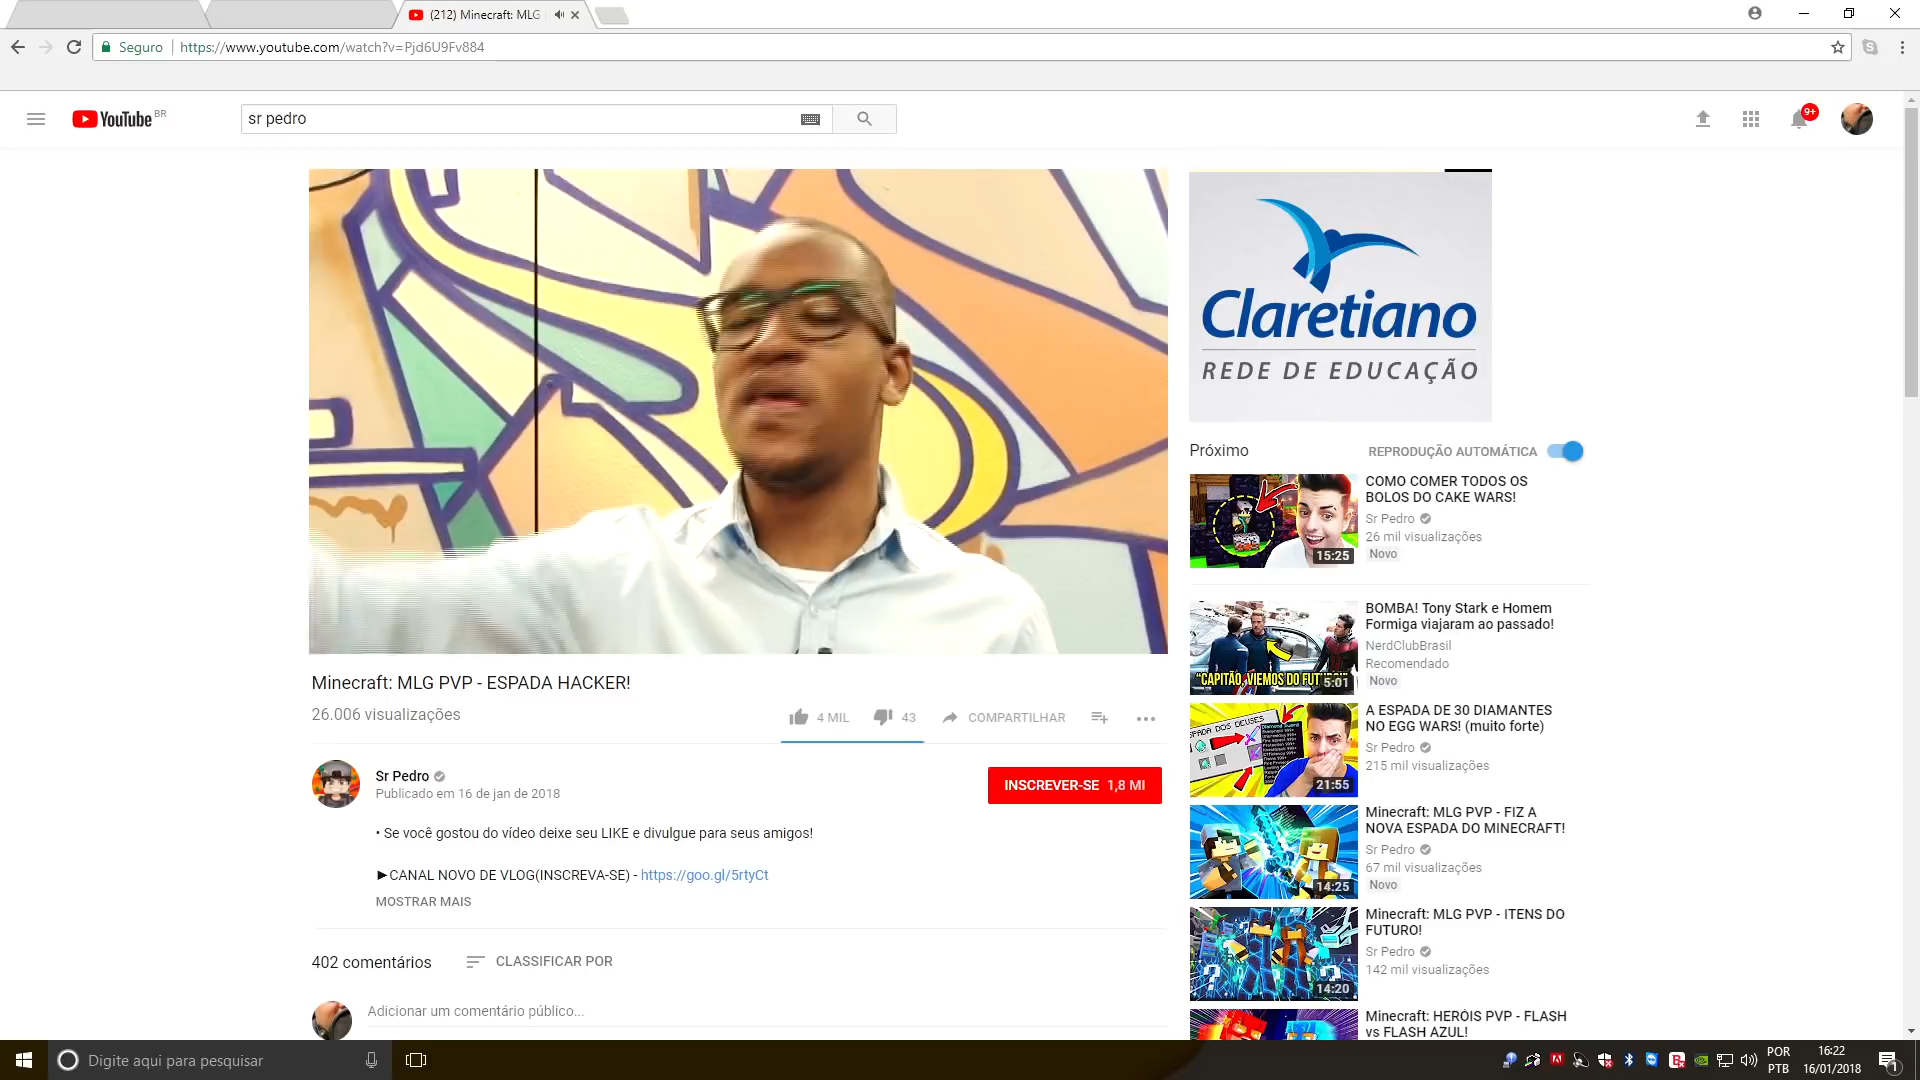 (212) Minecraft: MLG
Seguro
https://www.youtube.com/watch?v=Pjd6U9Fv884
YouTube BR
sr pedro
9+
Claretiano
REDE DE EDUCAÇÃO
Minecraft: MLG PVP - ESPADA HACKER!
26.006 visualizações
4 MIL
43
COMPARTILHAR
Sr Pedro
Publicado em 16 de jan de 2018
INSCREVER-SE 1,8 MI
• Se você gostou do vídeo deixe seu LIKE e divulgue para seus amigos!
►CANAL NOVO DE VLOG(INSCREVA-SE) - https://goo.gl/5rtyCt
MOSTRAR MAIS
402 comentários
CLASSIFICAR POR
Adicionar um comentário público...
Próximo
REPRODUÇÃO AUTOMÁTICA
15:25
COMO COMER TODOS OS
BOLOS DO CAKE WARS!
Sr Pedro
26 mil visualizações
Novo
"CAPITÃO, VIEMOS DO FUTURO!"
5:01
BOMBA! Tony Stark e Homem
Formiga viajaram ao passado!
NerdClubBrasil
Recomendado
Novo
ESPADA DOS DEUSES
21:55
A ESPADA DE 30 DIAMANTES
NO EGG WARS! (muito forte)
Sr Pedro
215 mil visualizações
14:25
Minecraft: MLG PVP - FIZ A
NOVA ESPADA DO MINECRAFT!
Sr Pedro
67 mil visualizações
Novo
14:20
Minecraft: MLG PVP - ITENS DO
FUTURO!
Sr Pedro
142 mil visualizações
Minecraft: HERÓIS PVP - FLASH
vs FLASH AZUL!
Digite aqui para pesquisar
POR
PTB
16:22
16/01/2018
1